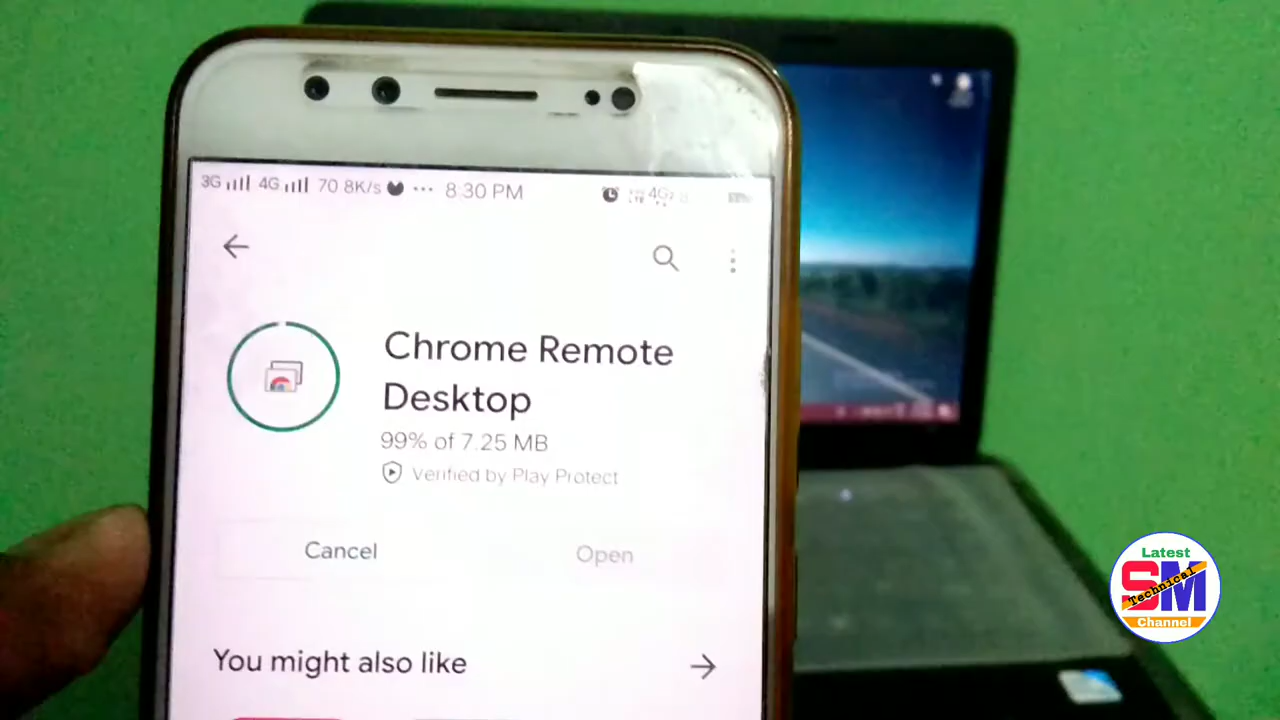 3G 4G 70.8K/s ... 8:30 PM 4G
Chrome Remote
Desktop
99% of 7.25 MB
Verified by Play Protect
Cancel Open
You might also like
Latest
SM
Technical
Channel